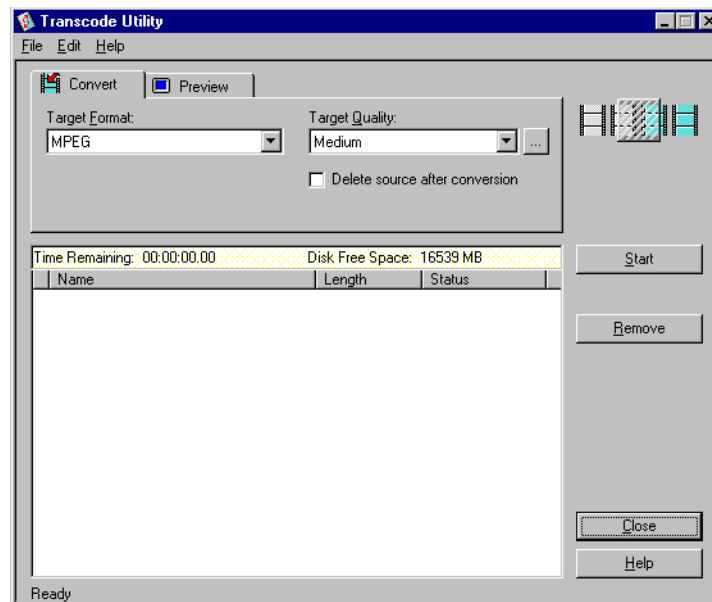 Transcode Utility
File Edit Help
Convert Preview
Target Format: Target Quality:
MPEG Medium ...
Delete source after conversion
Time Remaining: 00:00:00.00 Disk Free Space: 16539 MB
Start
Name Length Status
Remove
Close
Help
Ready